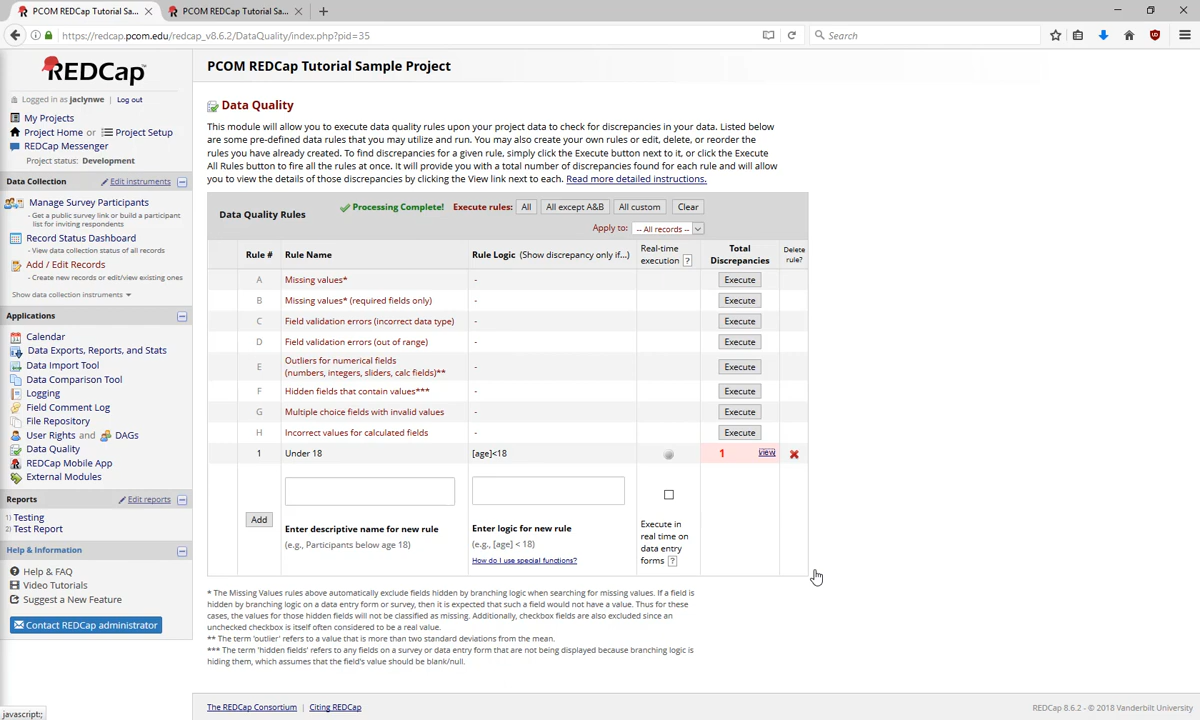 PCOM REDCap Tutorial Sa...
PCOM REDCap Tutorial Sa...
https://redcap.pcom.edu/redcap_v8.6.2/DataQuality/index.php?pid=35
Search
REDCap
Logged in as jaclynwe | Log out
My Projects
Project Home or Project Setup
REDCap Messenger
Project status: Development
Data Collection Edit instruments
Manage Survey Participants
- Get a public survey link or build a participant
list for inviting respondents
Record Status Dashboard
- View data collection status of all records
Add / Edit Records
- Create new records or edit/view existing ones
Show data collection instruments
Applications
Calendar
Data Exports, Reports, and Stats
Data Import Tool
Data Comparison Tool
Logging
Field Comment Log
File Repository
User Rights and DAGs
Data Quality
REDCap Mobile App
External Modules
Reports Edit reports
1) Testing
2) Test Report
Help & Information
Help & FAQ
Video Tutorials
Suggest a New Feature
Contact REDCap administrator
javascript:;
PCOM REDCap Tutorial Sample Project
Data Quality
This module will allow you to execute data quality rules upon your project data to check for discrepancies in your data. Listed below
are some pre-defined data rules that you may utilize and run. You may also create your own rules or edit, delete, or reorder the
rules you have already created. To find discrepancies for a given rule, simply click the Execute button next to it, or click the Execute
All Rules button to fire all the rules at once. It will provide you with a total number of discrepancies found for each rule and will allow
you to view the details of those discrepancies by clicking the View link next to each. Read more detailed instructions.
Data Quality Rules Processing Complete! Execute rules: All All except A&B All custom Clear
Apply to: -- All records --
Rule # Rule Name Rule Logic (Show discrepancy only if...) Real-time execution ? Total Discrepancies Delete rule?
A Missing values* - Execute
B Missing values* (required fields only) - Execute
C Field validation errors (incorrect data type) - Execute
D Field validation errors (out of range) - Execute
E Outliers for numerical fields
(numbers, integers, sliders, calc fields)** - Execute
F Hidden fields that contain values*** - Execute
G Multiple choice fields with invalid values - Execute
H Incorrect values for calculated fields - Execute
1 Under 18 [age]<18 1 view
Add
Enter descriptive name for new rule
(e.g., Participants below age 18)
Enter logic for new rule
(e.g., [age] < 18)
How do I use special functions?
Execute in
real time on
data entry
forms ?
* The Missing Values rules above automatically exclude fields hidden by branching logic when searching for missing values. If a field is
hidden by branching logic on a data entry form or survey, then it is expected that such a field would not have a value. Thus for these
cases, the values for those hidden fields will not be classified as missing. Additionally, checkbox fields are also excluded since an
unchecked checkbox is itself often considered to be a real value.
** The term 'outlier' refers to a value that is more than two standard deviations from the mean.
*** The term 'hidden fields' refers to any fields on a survey or data entry form that are not being displayed because branching logic is
hiding them, which assumes that the field's value should be blank/null.
The REDCap Consortium | Citing REDCap
REDCap 8.6.2 - © 2018 Vanderbilt University